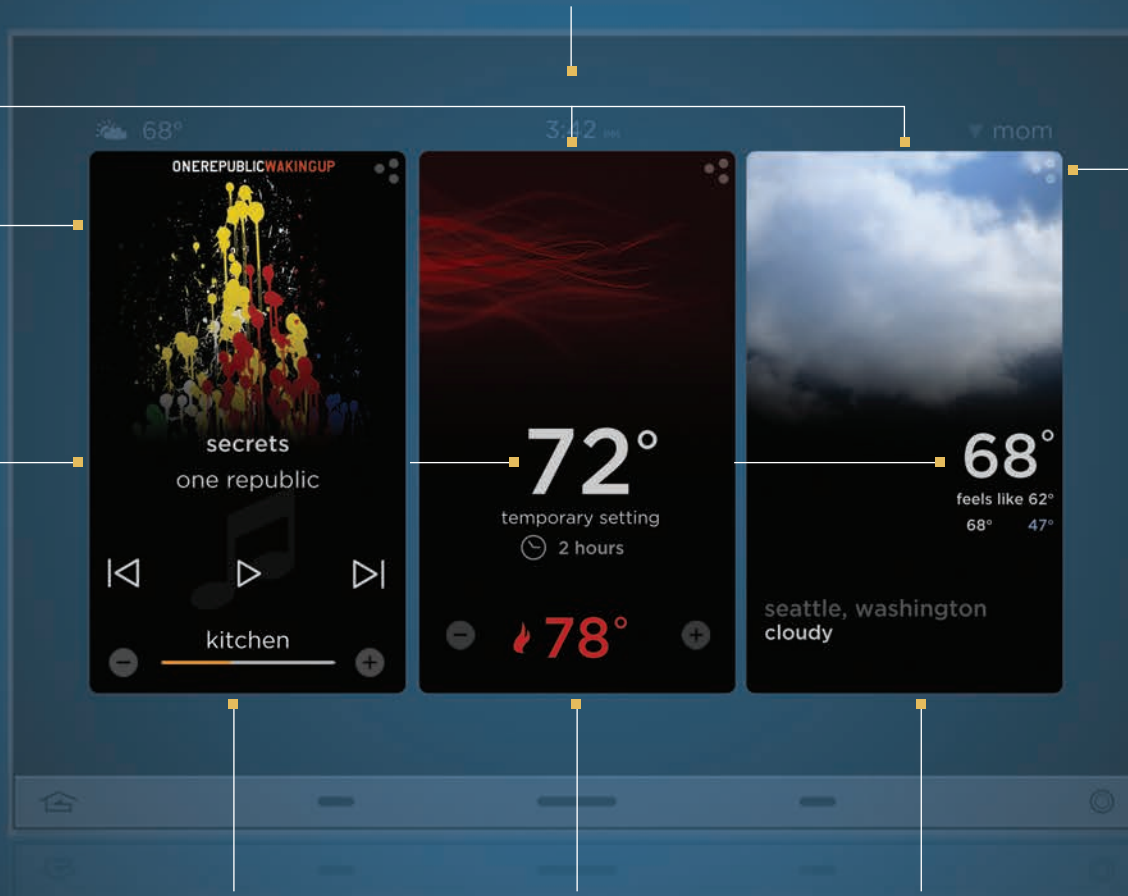 68°
3:42 PM
mom
ONEREPUBLICWAKINGUP
secrets
one republic
kitchen
72°
temporary setting
2 hours
78°
68°
feels like 62°
68° 47°
seattle, washington
cloudy